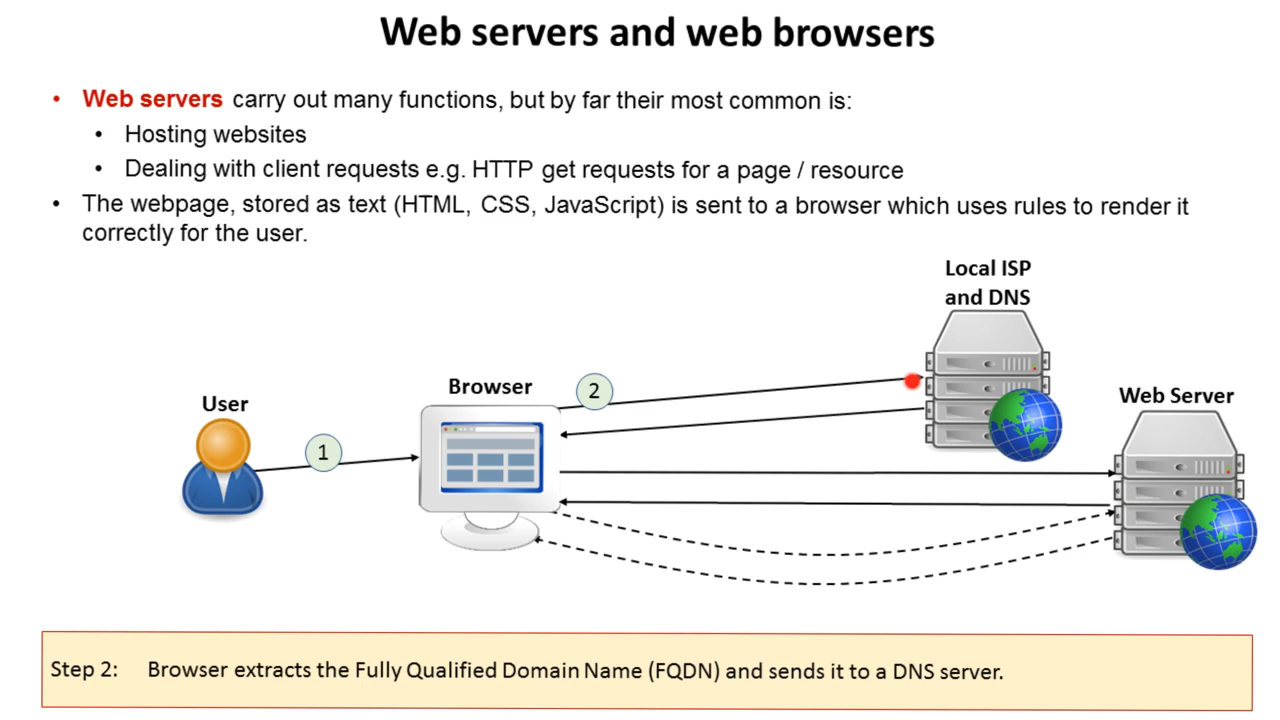 Web servers and web browsers
• Web servers carry out many functions, but by far their most common is:
• Hosting websites
• Dealing with client requests e.g. HTTP get requests for a page / resource
• The webpage, stored as text (HTML, CSS, JavaScript) is sent to a browser which uses rules to render it
correctly for the user.
Local ISP
and DNS
Browser
2
Web Server
User
1
Step 2: Browser extracts the Fully Qualified Domain Name (FQDN) and sends it to a DNS server.